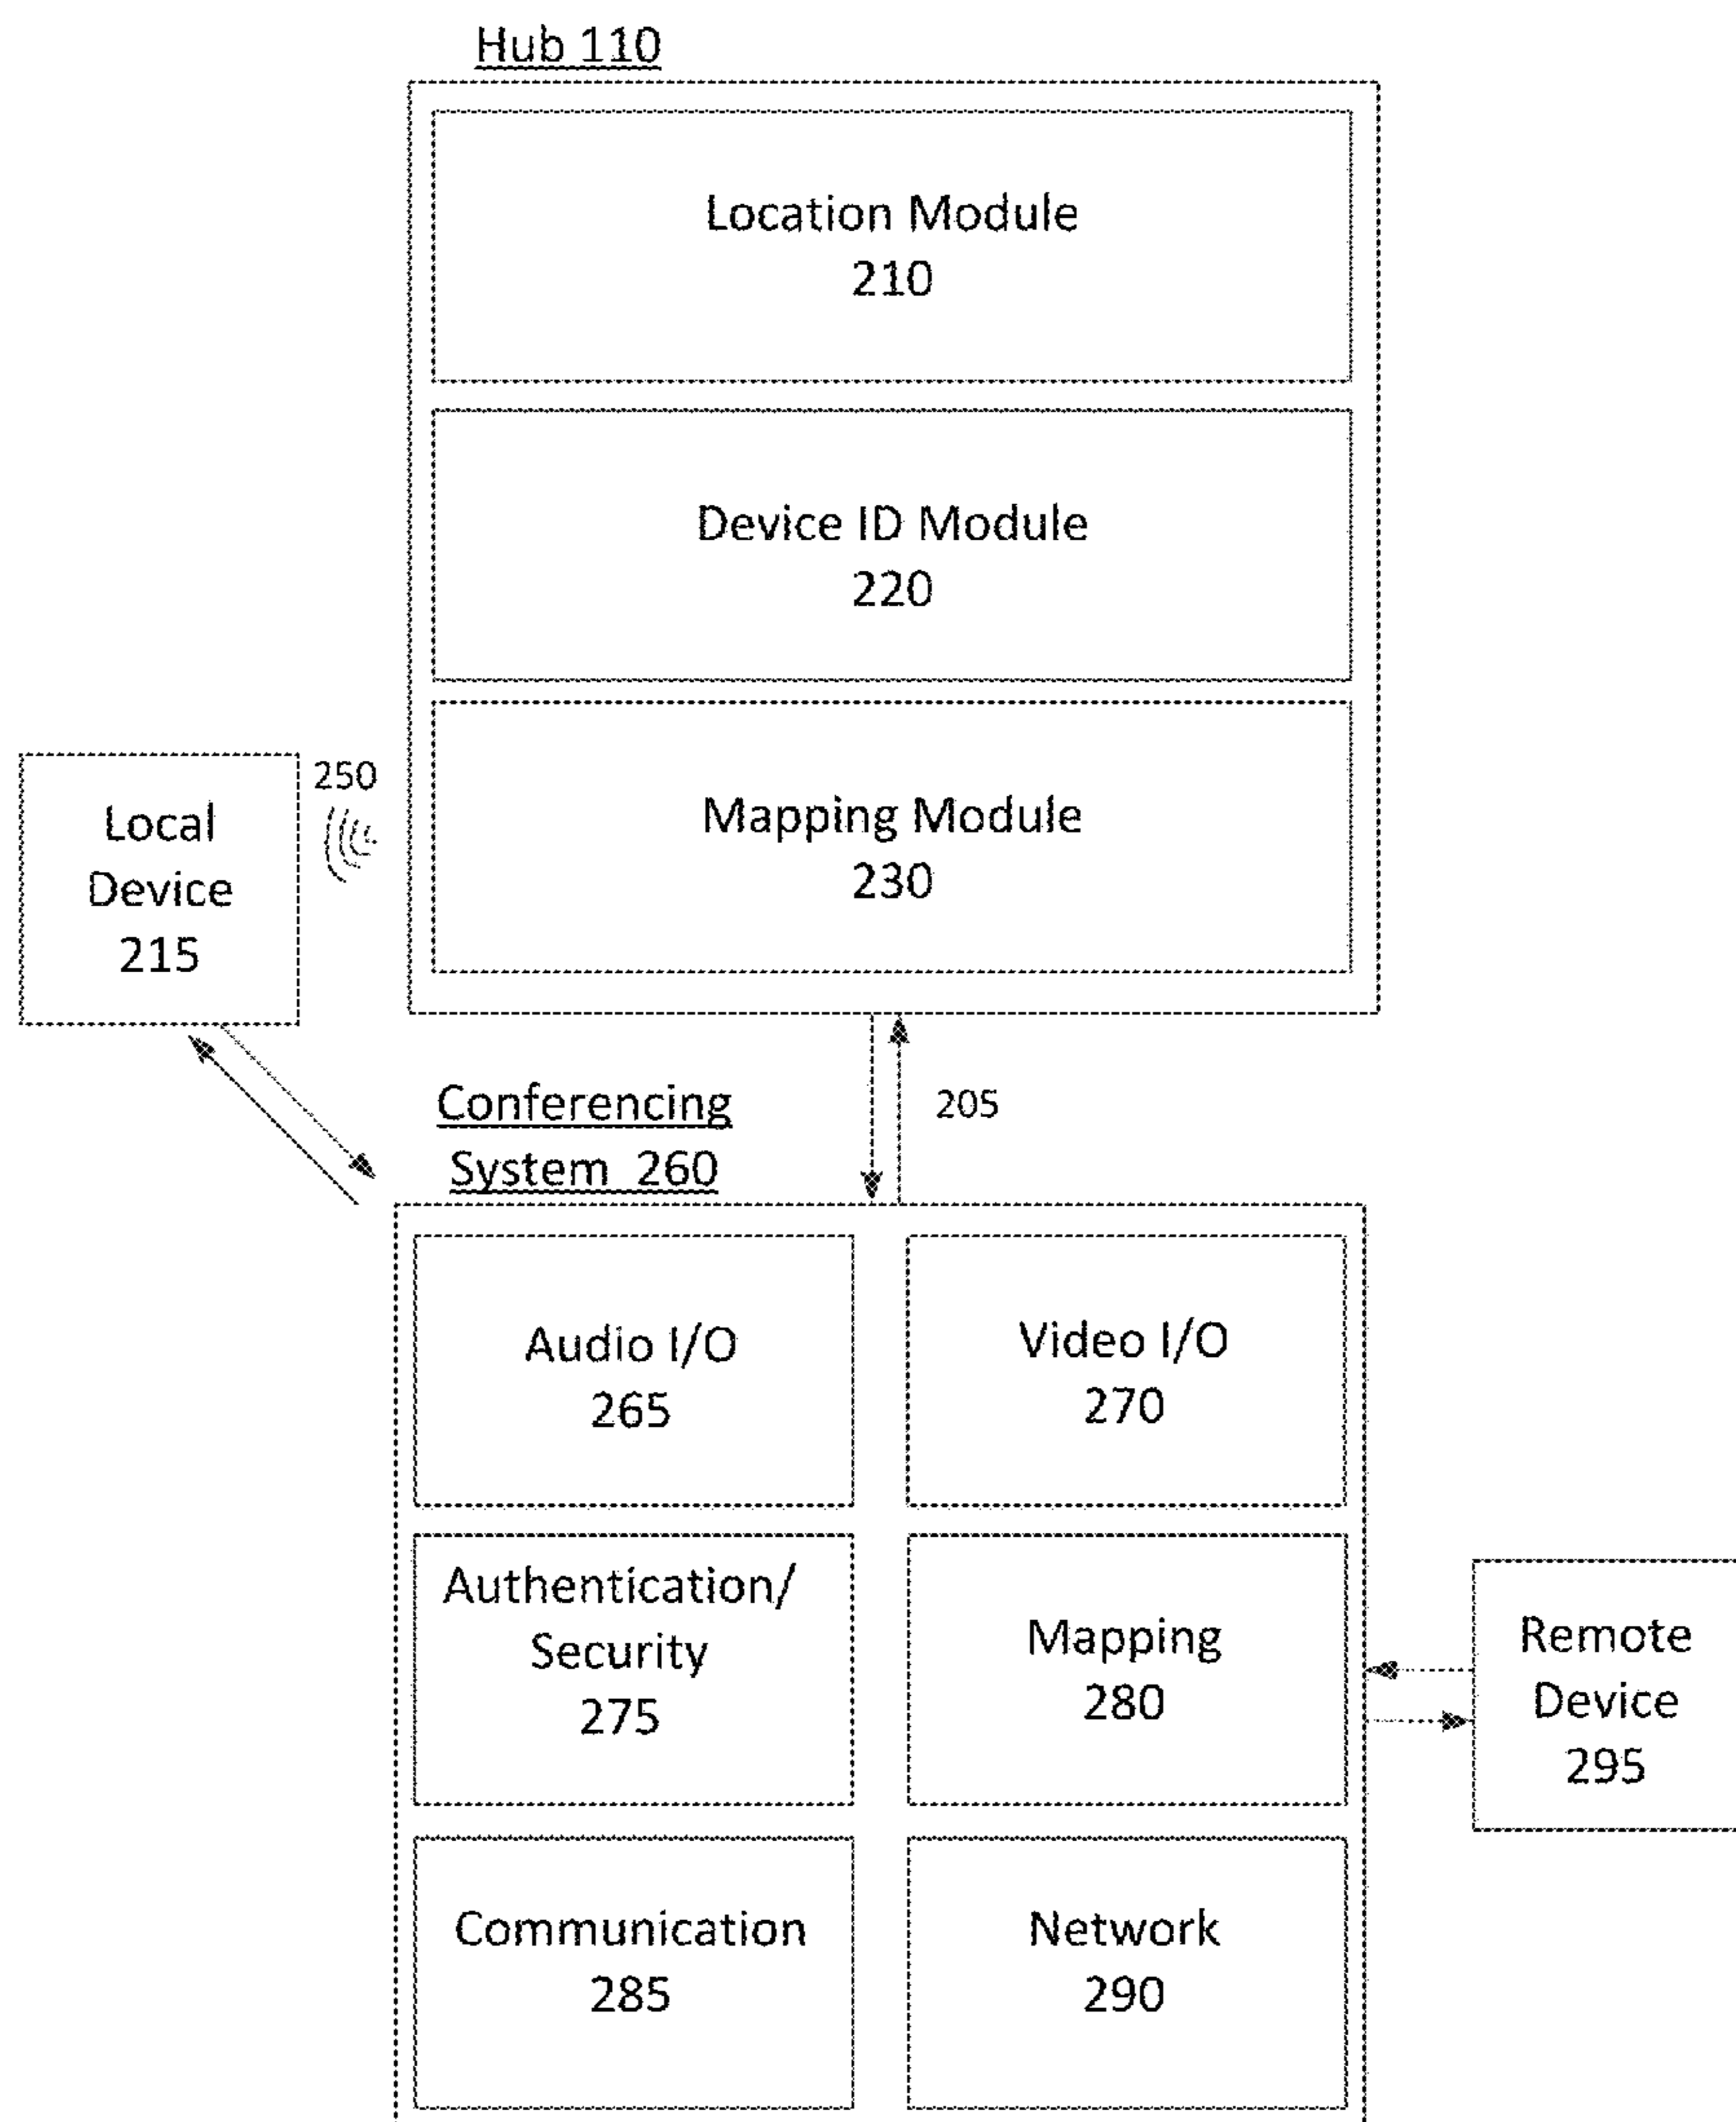 Hub 110
Location Module
210
Device ID Module
220
Mapping Module
230
250
Local
Device
215
205
Conferencing
System 260
Audio I/O
265
Video I/O
270
Authentication/
Security
275
Mapping
280
Remote
Device
295
Communication
285
Network
290